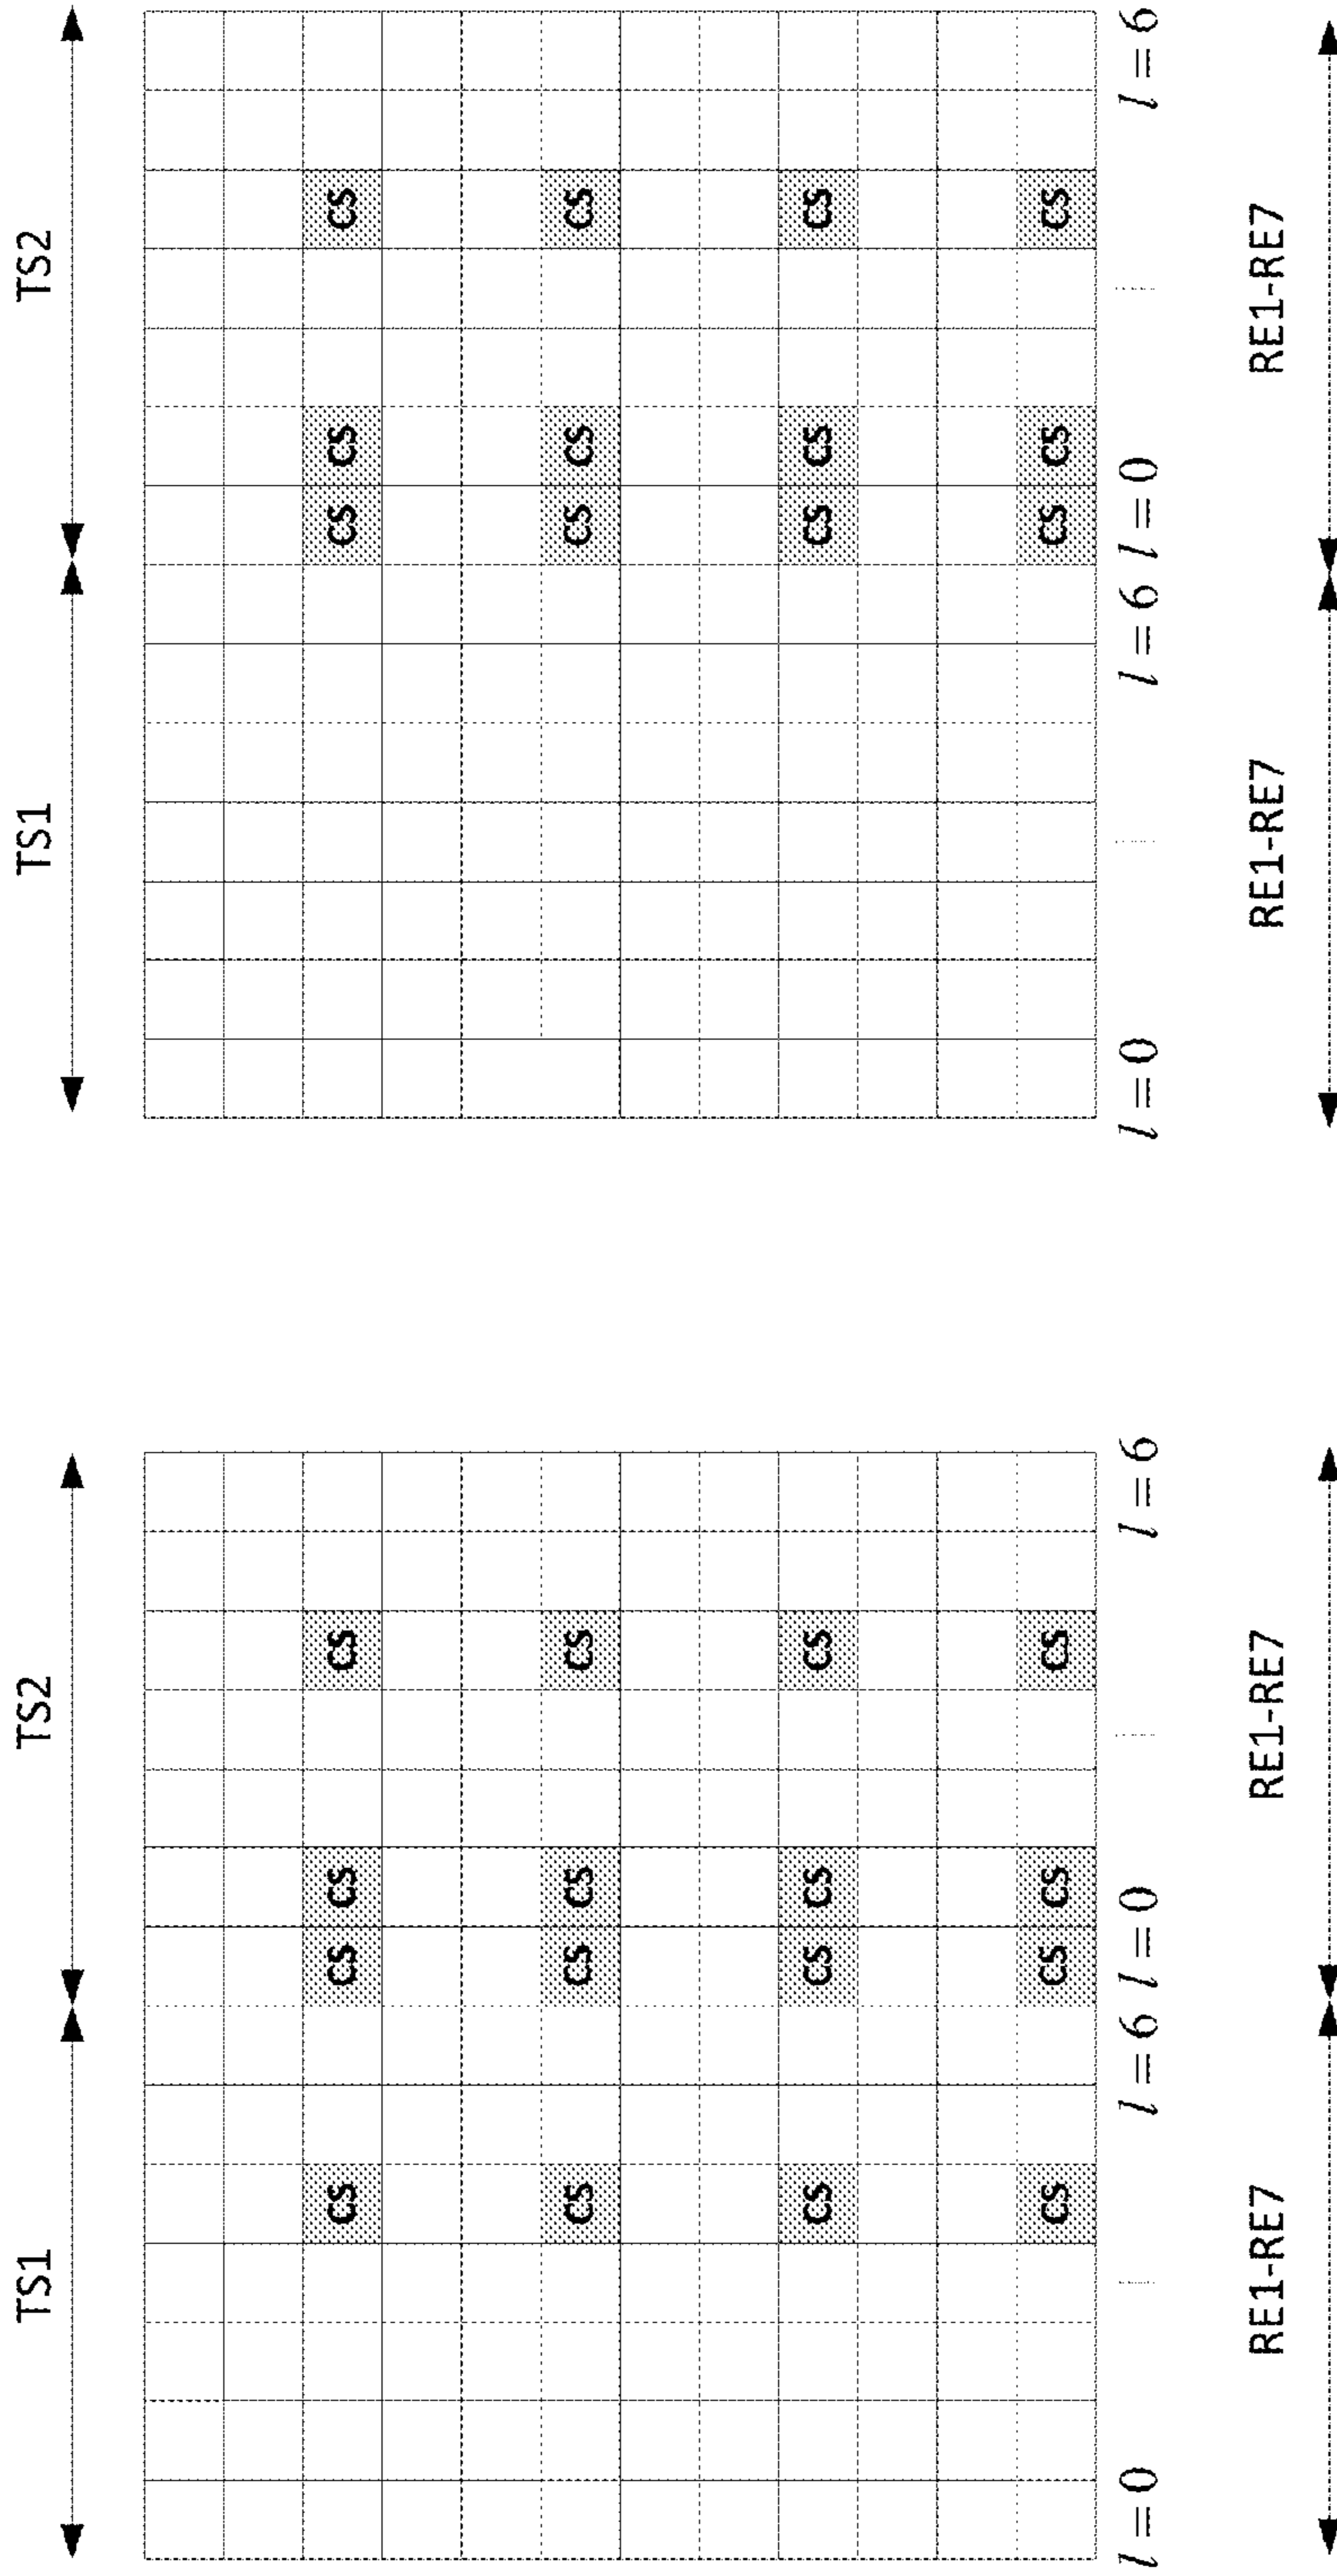 TS1 TS2 TS1 TS2
CS CS CS CS CS CS CS
CS CS CS CS CS CS CS
CS CS CS CS CS CS CS
CS CS CS CS CS CS CS
l = 0 l = 6 l = 0 l = 6 l = 0 l = 6 l = 0 l = 6
RE1-RE7 RE1-RE7 RE1-RE7 RE1-RE7